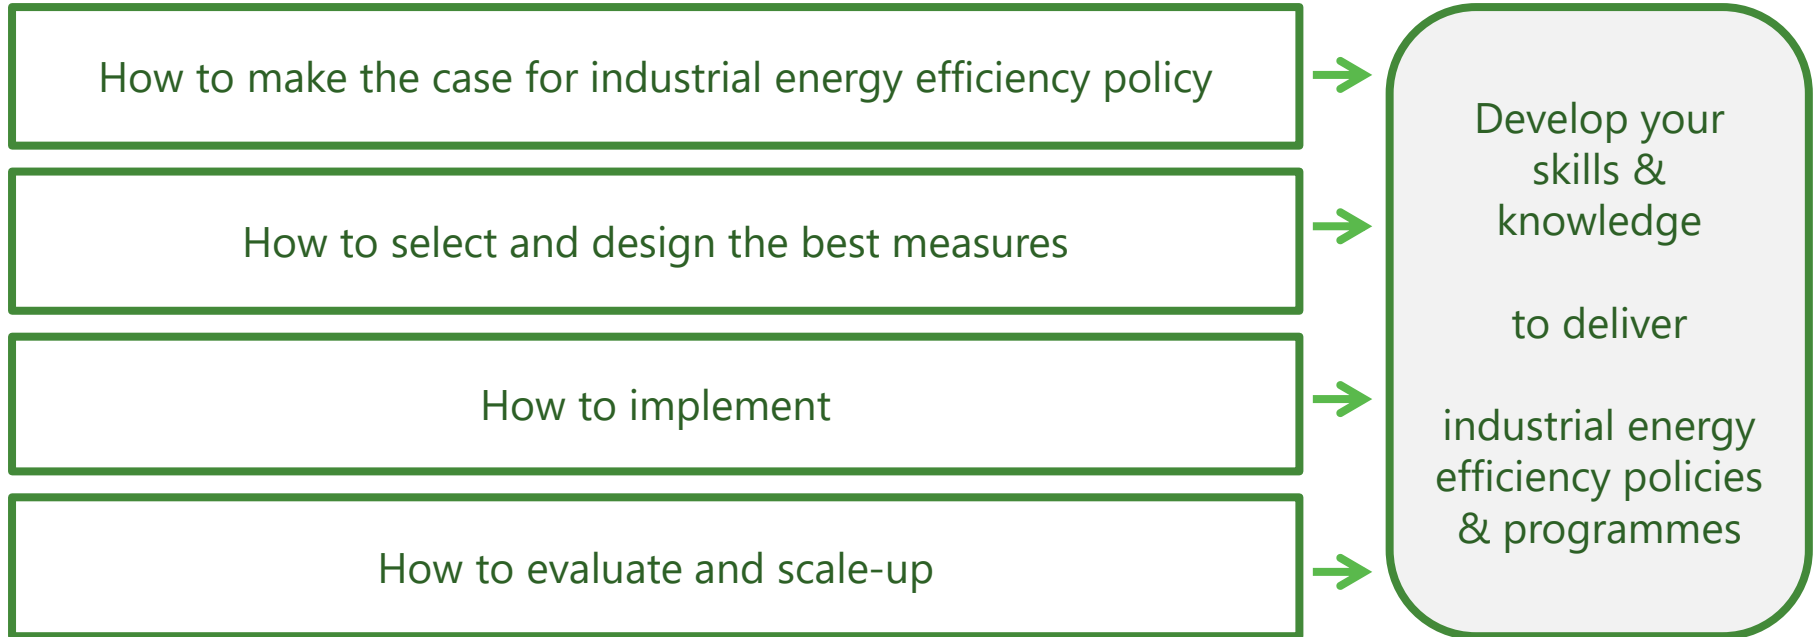 How to make the case for industrial energy efficiency policy
How to select and design the best measures
How to implement
How to evaluate and scale-up
Develop your
skills &
knowledge
to deliver
industrial energy
efficiency policies
& programmes